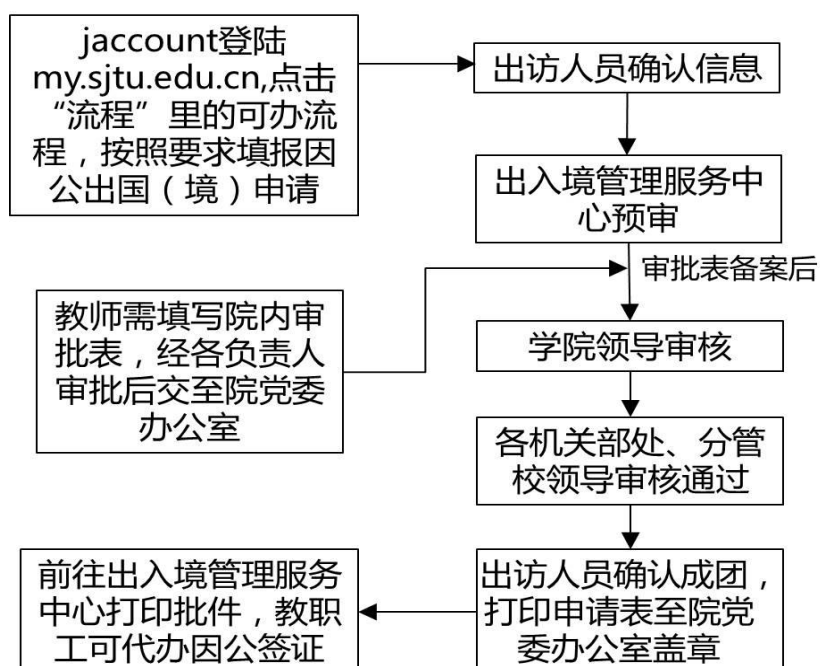 jaccount登陆
my.sjtu.edu.cn,点击
“流程”里的可办流
程，按照要求填报因
公出国（境）申请
出访人员确认信息
出入境管理服务中
心预审
审批表备案后
教师需填写院内审
批表，经各负责人
审批后交至院党委
办公室
学院领导审核
各机关部处、分管
校领导审核通过
出访人员确认成团，
打印申请表至院党
委办公室盖章
前往出入境管理服务
中心打印批件，教职
工可代办因公签证